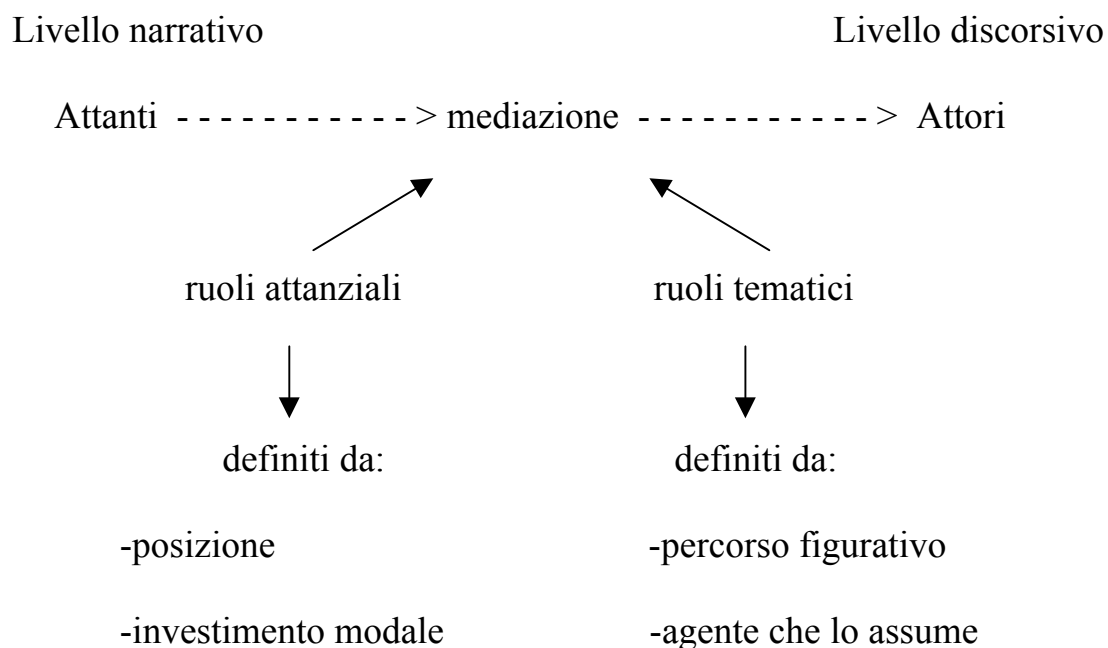 Livello narrativo Livello discorsivo
Attanti - - - - - - - - - - - > mediazione - - - - - - - - - - - > Attori
ruoli attanziali ruoli tematici
definiti da: definiti da:
-posizione -percorso figurativo
-investimento modale -agente che lo assume